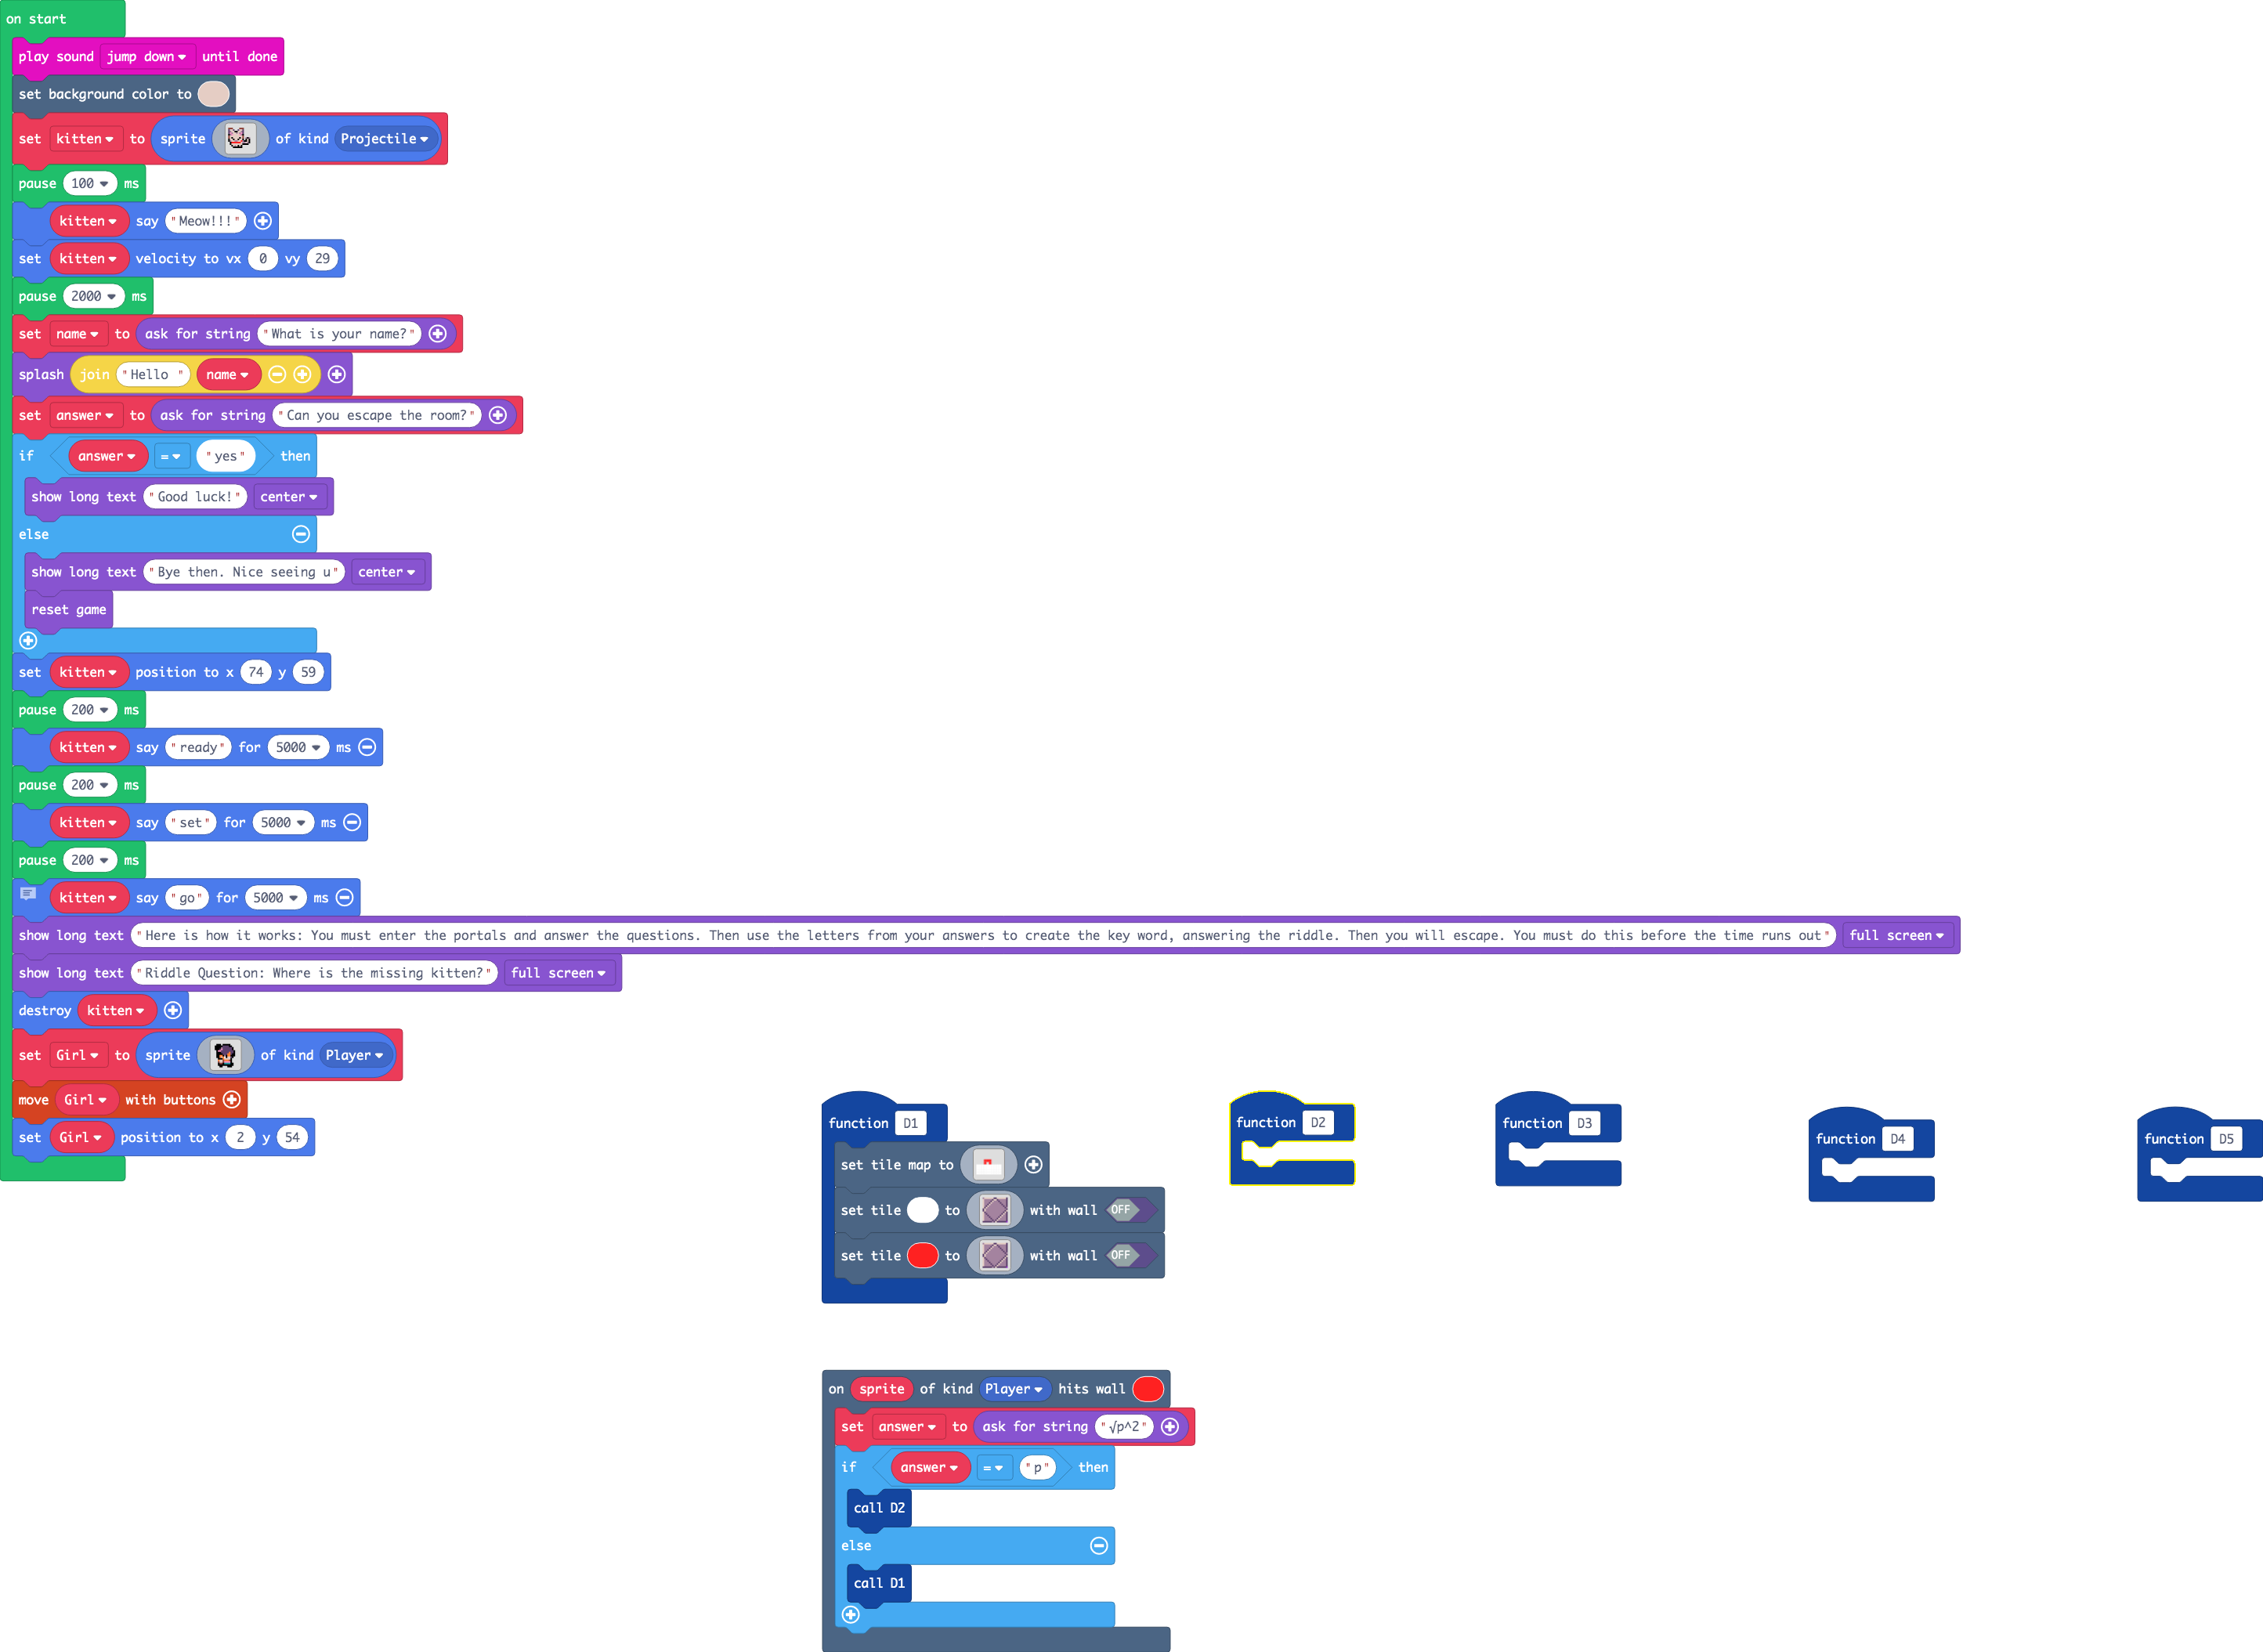 on start
play sound jump down until done
set background color to
set kitten to sprite of kind Projectile
pause 100 ms
kitten say "Meow!!!"
set kitten velocity to vx 0 vy 29
pause 2000 ms
set name to ask for string "What is your name?"
splash join "Hello " name
set answer to ask for string "Can you escape the room?"
if answer = "yes" then
show long text "Good luck!" center
else
show long text "Bye then. Nice seeing u" center
reset game
set kitten position to x 74 y 59
pause 200 ms
kitten say "ready" for 5000 ms
pause 200 ms
kitten say "set" for 5000 ms
pause 200 ms
kitten say "go" for 5000 ms
show long text "Here is how it works: You must enter the portals and answer the questions. Then use the letters from your answers to create the key word, answering the riddle. Then you will escape. You must do this before the time runs out" full screen
show long text "Riddle Question: Where is the missing kitten?" full screen
destroy kitten
set Girl to sprite of kind Player
move Girl with buttons
set Girl position to x 2 y 54
function D1
set tile map to
set tile to with wall OFF
set tile to with wall OFF
function D2
function D3
function D4
function D5
on sprite of kind Player hits wall
set answer to ask for string "√p^2"
if answer = "p" then
call D2
else
call D1